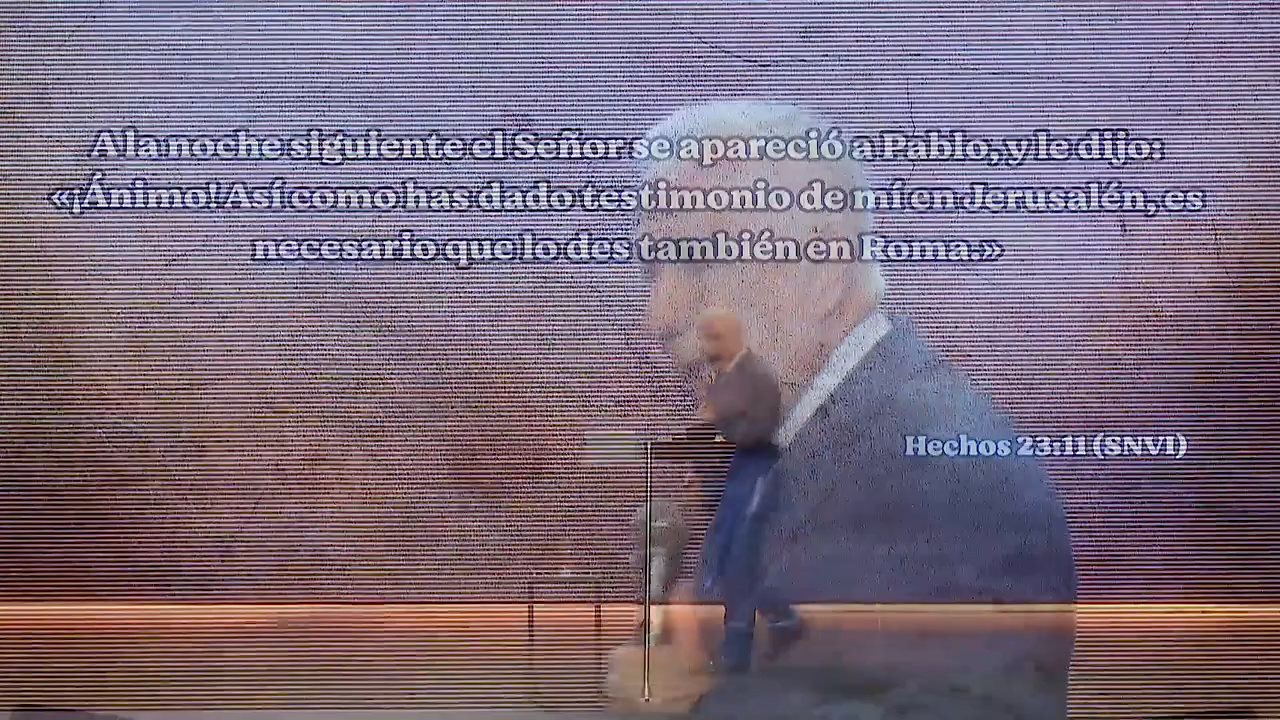 A la noche siguiente el Señor se apareció a Pablo, y le dijo:
«¡Ánimo! Así como has dado testimonio de mí en Jerusalén, es
necesario que lo des también en Roma.»
Hechos 23:11 (SNVI)